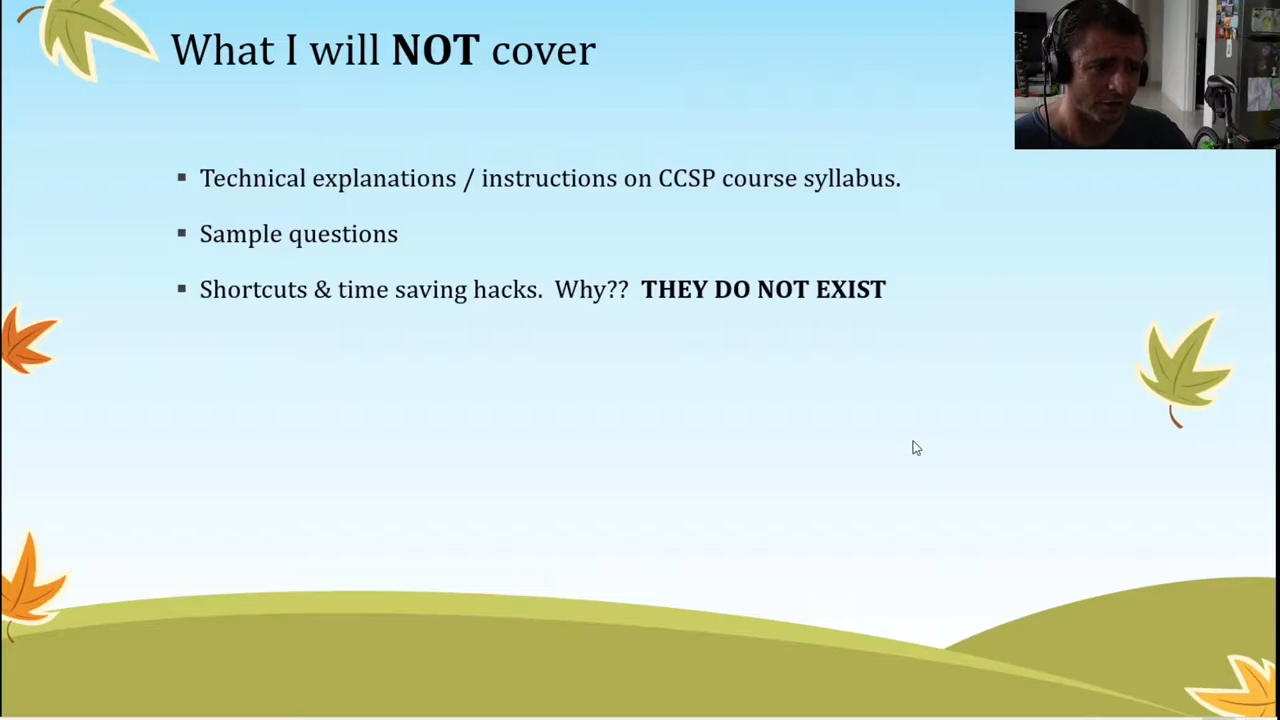 What I will NOT cover
▪ Technical explanations / instructions on CCSP course syllabus.
▪ Sample questions
▪ Shortcuts & time saving hacks.  Why??  THEY DO NOT EXIST